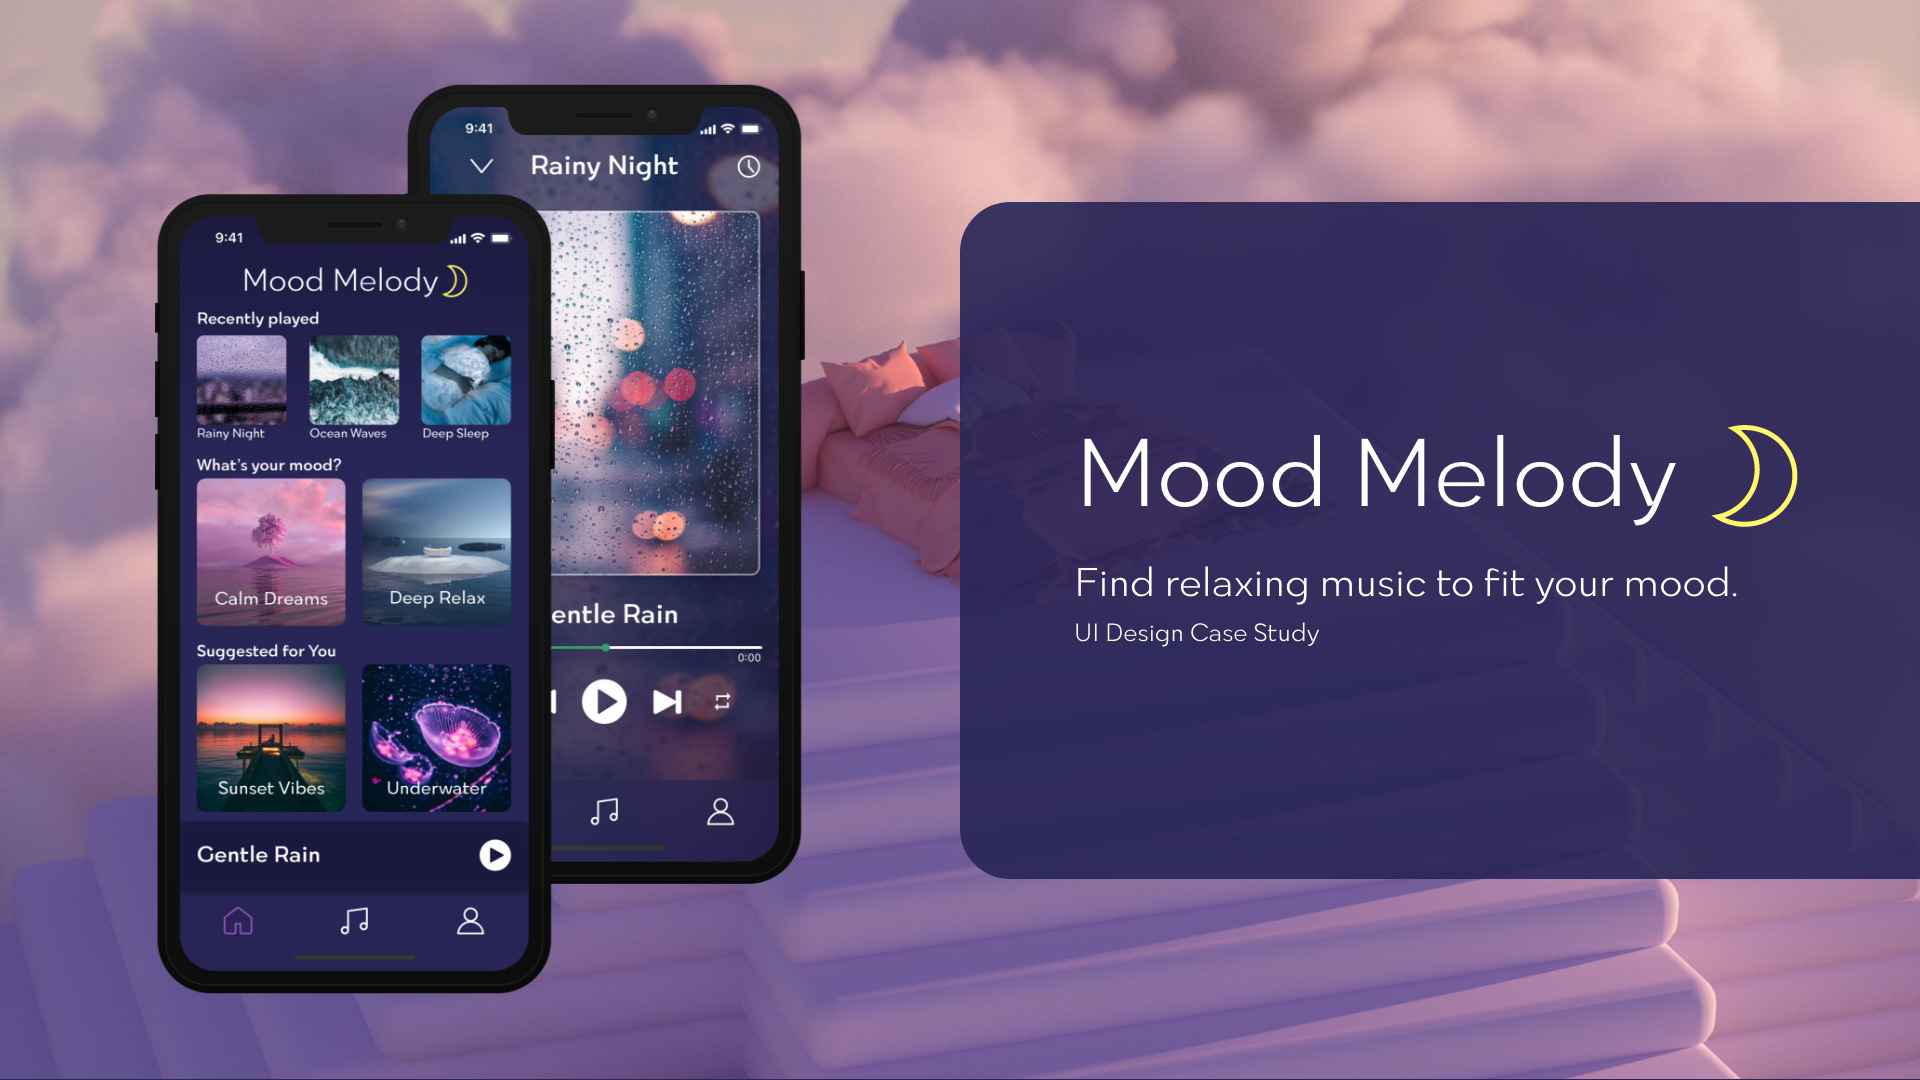 9:41
Rainy Night
entle Rain
0:00
9:41
Mood Melody
Recently played
Rainy Night Ocean Waves Deep Sleep
What's your mood?
Calm Dreams Deep Relax
Suggested for You
Sunset Vibes Underwater
Gentle Rain
Mood Melody
Find relaxing music to fit your mood.
UI Design Case Study